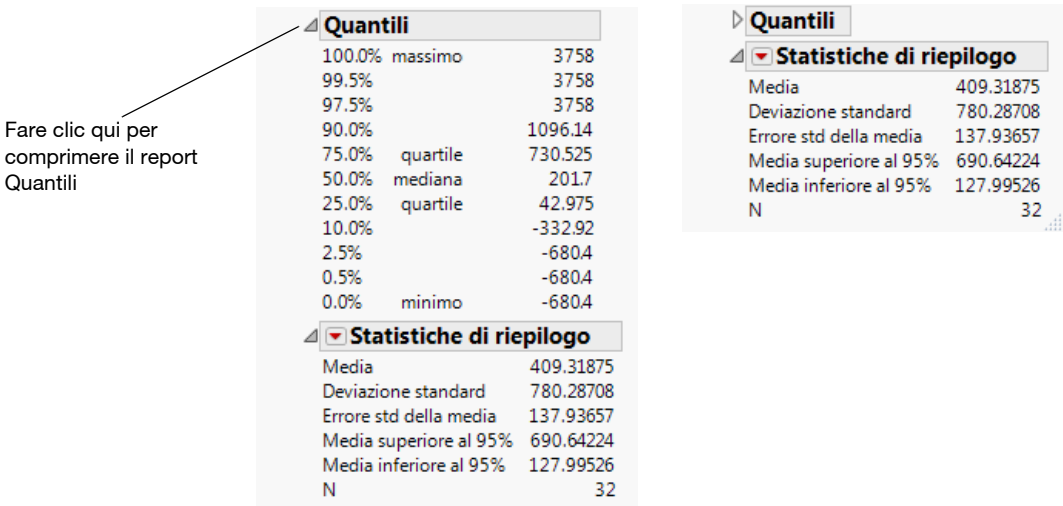 Fare clic qui per
comprimere il report
Quantili
Quantili
100.0% massimo 3758
99.5% 3758
97.5% 3758
90.0% 1096.14
75.0% quartile 730.525
50.0% mediana 201.7
25.0% quartile 42.975
10.0% -332.92
2.5% -680.4
0.5% -680.4
0.0% minimo -680.4
Statistiche di riepilogo
Media 409.31875
Deviazione standard 780.28708
Errore std della media 137.93657
Media superiore al 95% 690.64224
Media inferiore al 95% 127.99526
N 32
Quantili
Statistiche di riepilogo
Media 409.31875
Deviazione standard 780.28708
Errore std della media 137.93657
Media superiore al 95% 690.64224
Media inferiore al 95% 127.99526
N 32